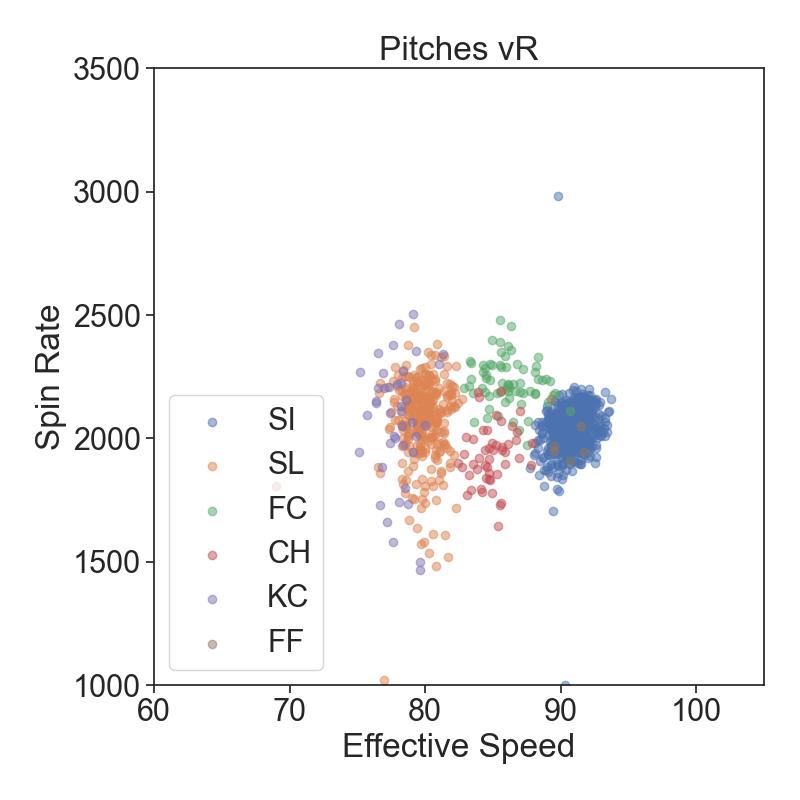 Pitches vR
3500
3000
2500
2000
1500
1000
Spin Rate
SI
SL
FC
CH
KC
FF
60 70 80 90 100
Effective Speed